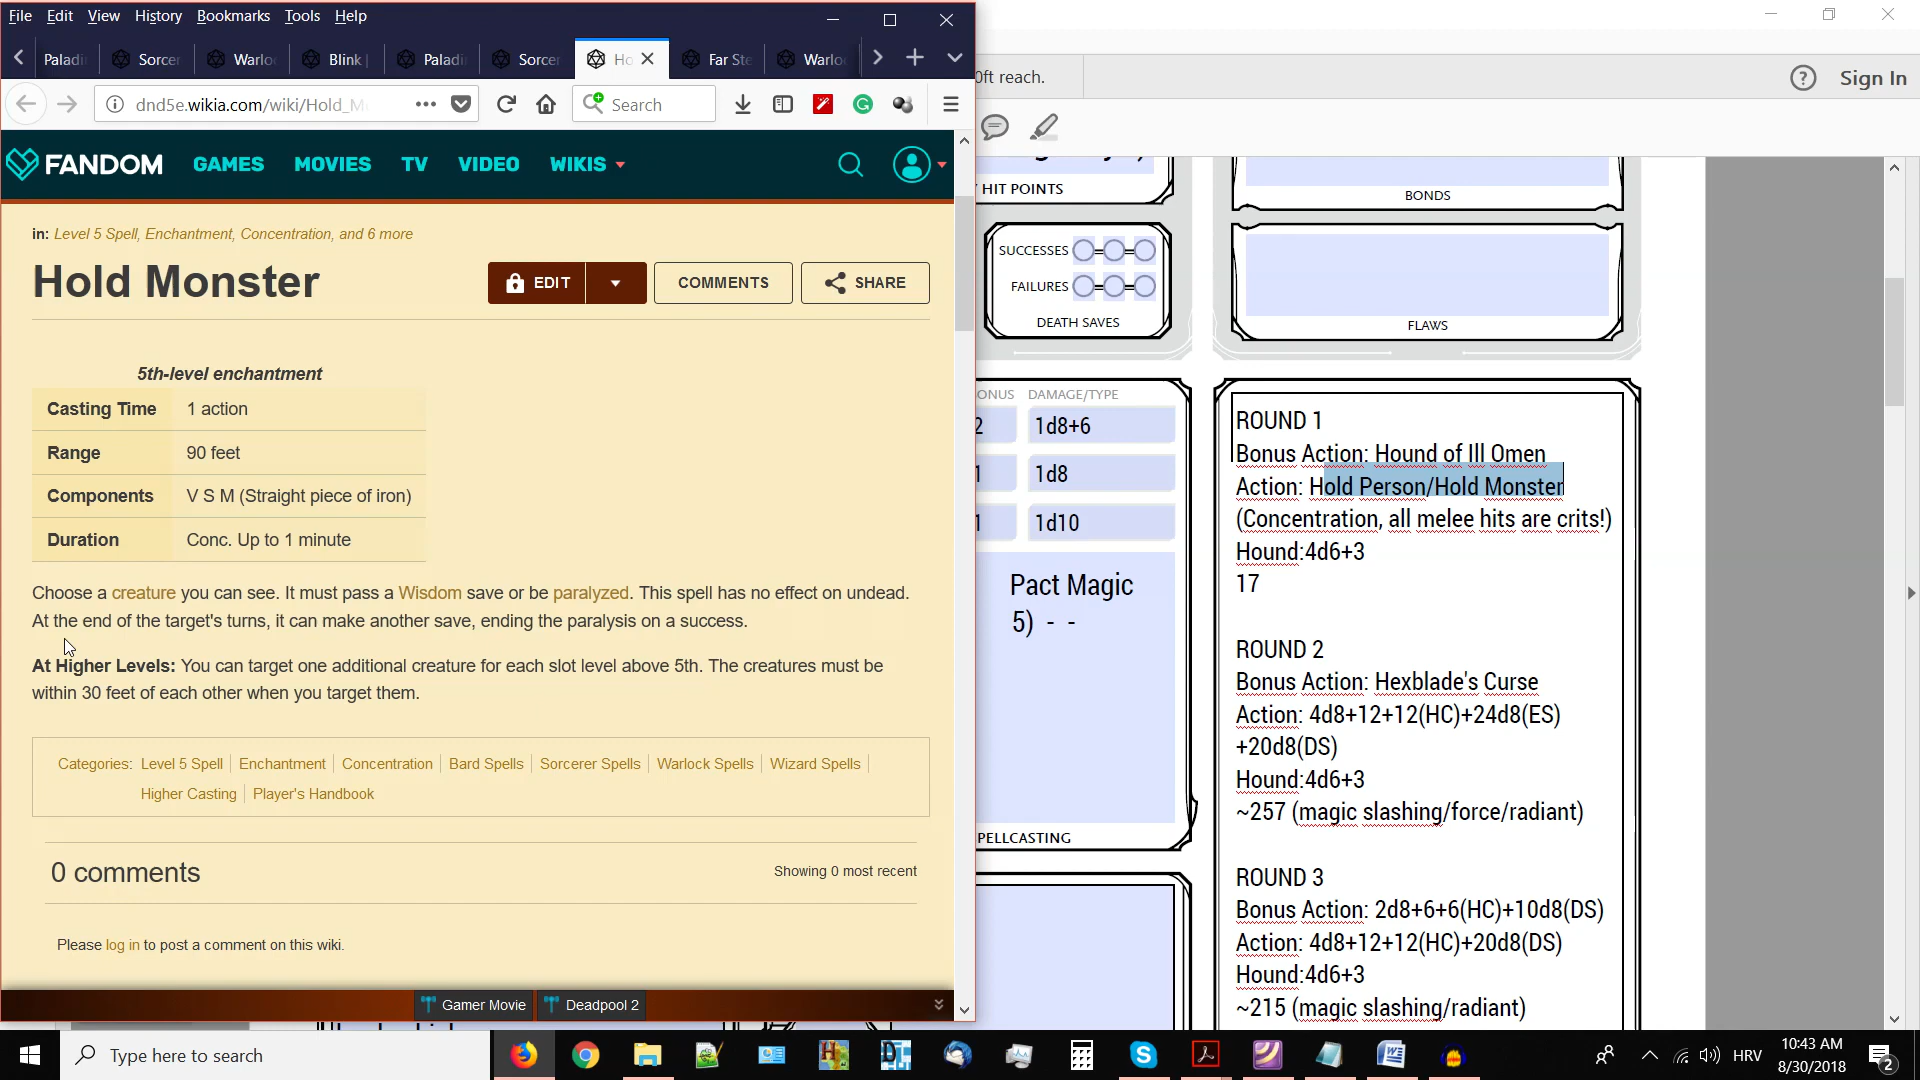 File Edit View History Bookmarks Tools Help
Paladi
Sorcer
Warlo
Blink |
Paladi
Sorce
Ho
Far Ste
Warlo
dnd5e.wikia.com/wiki/Hold_M
Search
FANDOM GAMES MOVIES TV VIDEO WIKIS
in: Level 5 Spell, Enchantment, Concentration, and 6 more
Hold Monster
EDIT
COMMENTS
SHARE
5th-level enchantment
Casting Time 1 action
Range 90 feet
Components V S M (Straight piece of iron)
Duration Conc. Up to 1 minute
Choose a creature you can see. It must pass a Wisdom save or be paralyzed. This spell has no effect on undead.
At the end of the target's turns, it can make another save, ending the paralysis on a success.
At Higher Levels: You can target one additional creature for each slot level above 5th. The creatures must be
within 30 feet of each other when you target them.
Categories: Level 5 Spell Enchantment Concentration Bard Spells Sorcerer Spells Warlock Spells Wizard Spells
Higher Casting Player's Handbook
0 comments
Showing 0 most recent
Please log in to post a comment on this wiki.
Gamer Movie
Deadpool 2
0ft reach.
Sign In
HIT POINTS
SUCCESSES
FAILURES
DEATH SAVES
BONDS
FLAWS
ONUS DAMAGE/TYPE
2 1d8+6
1 1d8
1 1d10
Pact Magic
5) - -
PELLCASTING
ROUND 1
Bonus Action: Hound of Ill Omen
Action: Hold Person/Hold Monster
(Concentration, all melee hits are crits!)
Hound:4d6+3
17
ROUND 2
Bonus Action: Hexblade's Curse
Action: 4d8+12+12(HC)+24d8(ES)
+20d8(DS)
Hound:4d6+3
~257 (magic slashing/force/radiant)
ROUND 3
Bonus Action: 2d8+6+6(HC)+10d8(DS)
Action: 4d8+12+12(HC)+20d8(DS)
Hound:4d6+3
~215 (magic slashing/radiant)
Type here to search
HRV
10:43 AM
8/30/2018
2